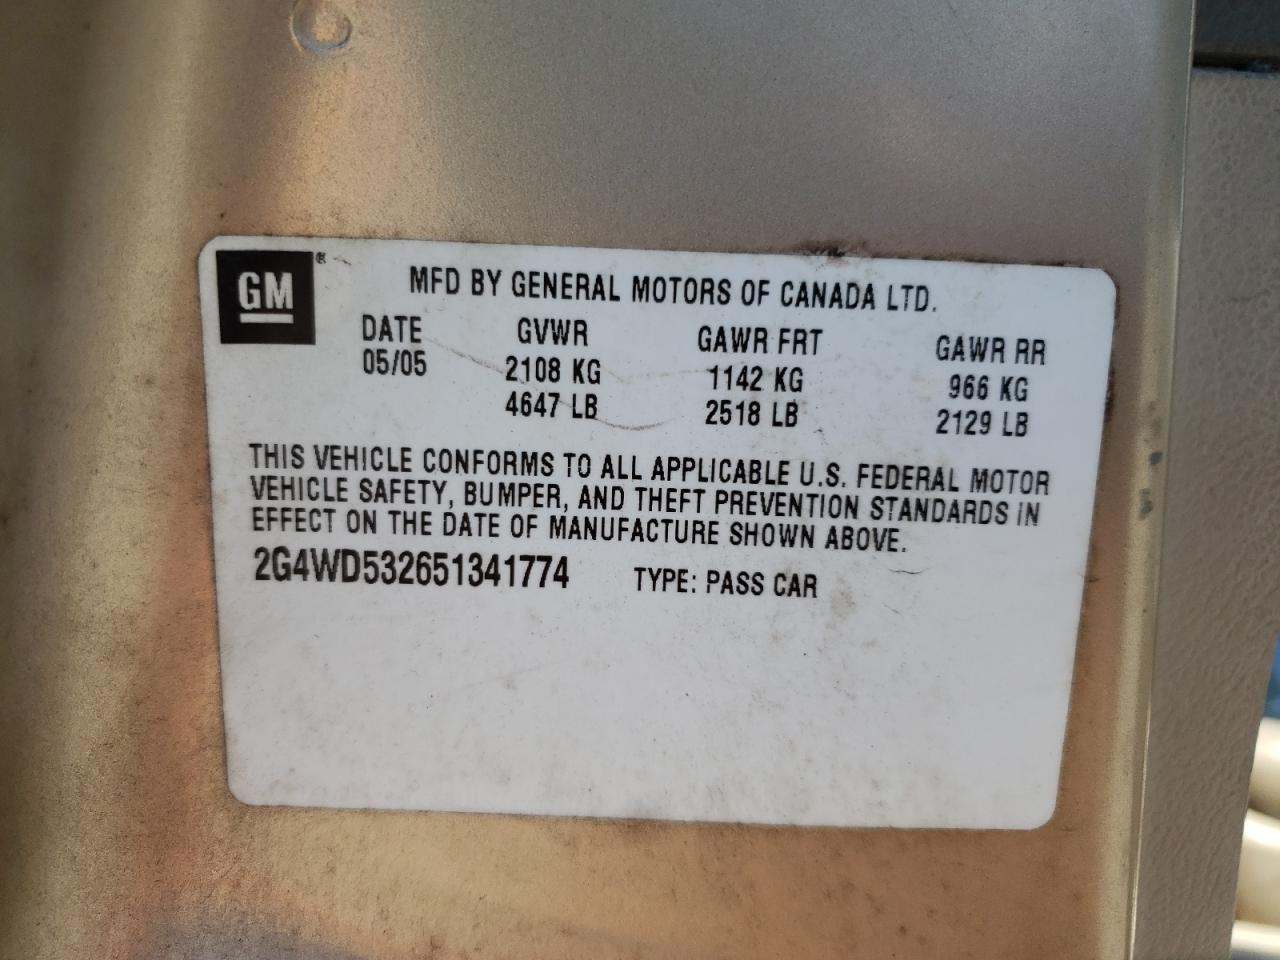 GM®
MFD BY GENERAL MOTORS OF CANADA LTD.
DATE GVWR GAWR FRT GAWR RR
05/05 2108 KG 1142 KG 966 KG
4647 LB 2518 LB 2129 LB
THIS VEHICLE CONFORMS TO ALL APPLICABLE U.S. FEDERAL MOTOR
VEHICLE SAFETY, BUMPER, AND THEFT PREVENTION STANDARDS IN
EFFECT ON THE DATE OF MANUFACTURE SHOWN ABOVE.
2G4WD532651341774 TYPE: PASS CAR